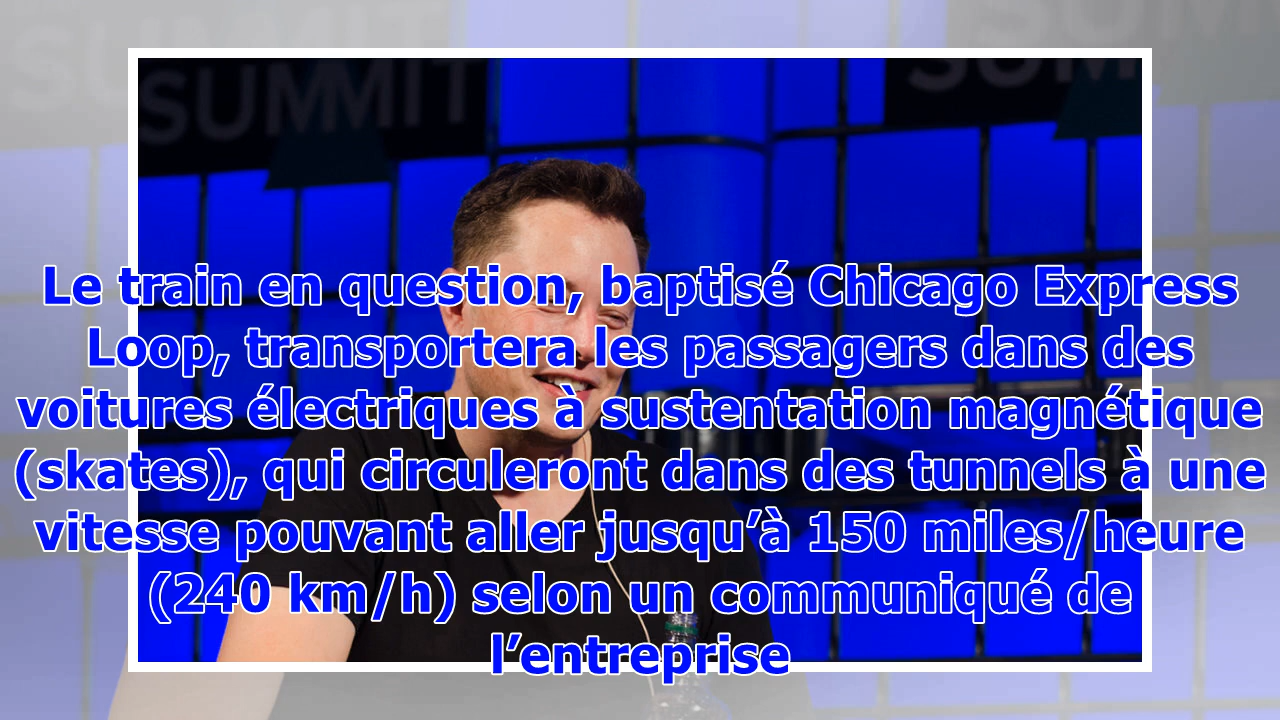 SUMMIT
SUMM
Le train en question, baptisé Chicago Express
Loop, transportera les passagers dans des
voitures électriques à sustentation magnétique
(skates), qui circuleront dans des tunnels à une
vitesse pouvant aller jusqu’à 150 miles/heure
(240 km/h) selon un communiqué de
l’entreprise